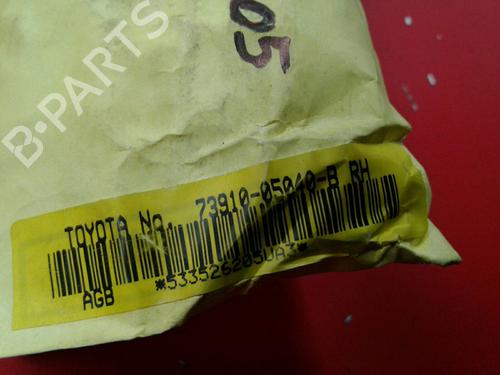 05
B-PARTS
TOYOTA NO. 73910-05040-B RH
AGB *533526205UA3*